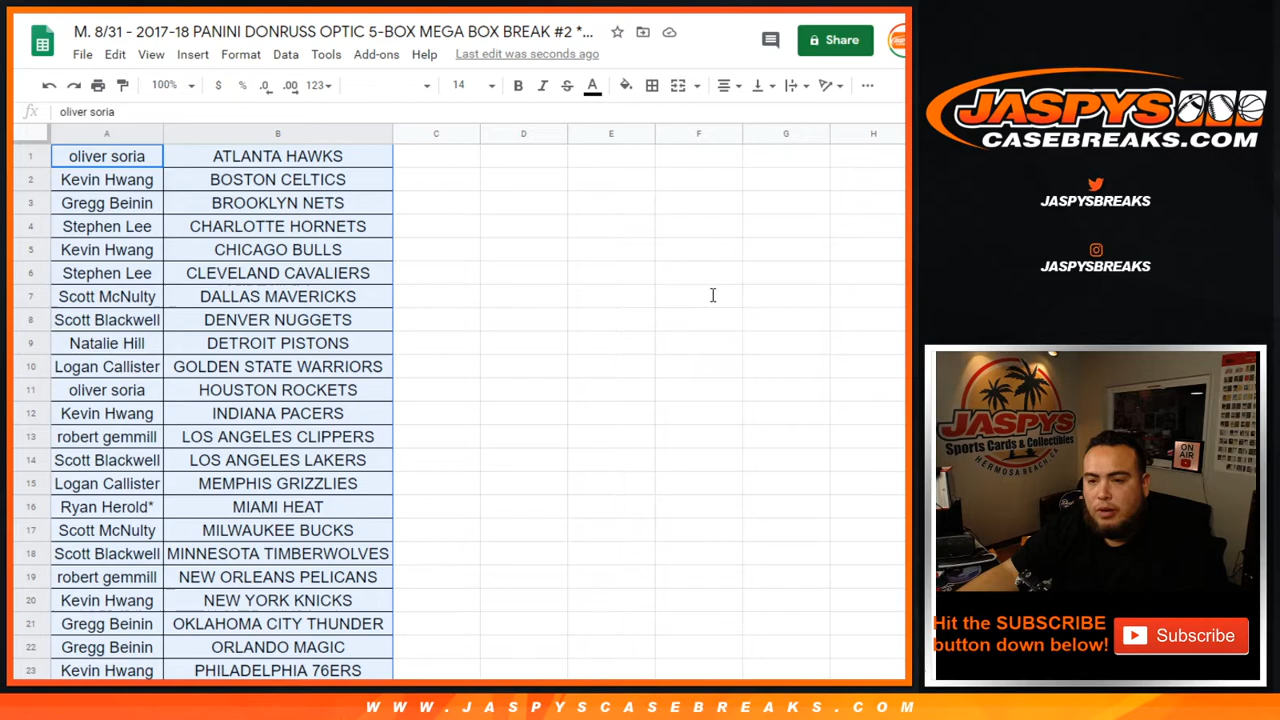 M. 8/31 - 2017-18 PANINI DONRUSS OPTIC 5-BOX MEGA BOX BREAK #2 *...
File Edit View Insert Format Data Tools Add-ons Help Last edit was seconds ago
Share
100% $ % .0 .00 123 14 B I S A
fx oliver soria
A B C D E F G H
1 oliver soria ATLANTA HAWKS
2 Kevin Hwang BOSTON CELTICS
3 Gregg Beinin BROOKLYN NETS
4 Stephen Lee CHARLOTTE HORNETS
5 Kevin Hwang CHICAGO BULLS
6 Stephen Lee CLEVELAND CAVALIERS
7 Scott McNulty DALLAS MAVERICKS
8 Scott Blackwell DENVER NUGGETS
9 Natalie Hill DETROIT PISTONS
10 Logan Callister GOLDEN STATE WARRIORS
11 oliver soria HOUSTON ROCKETS
12 Kevin Hwang INDIANA PACERS
13 robert gemmill LOS ANGELES CLIPPERS
14 Scott Blackwell LOS ANGELES LAKERS
15 Logan Callister MEMPHIS GRIZZLIES
16 Ryan Herold* MIAMI HEAT
17 Scott McNulty MILWAUKEE BUCKS
18 Scott Blackwell MINNESOTA TIMBERWOLVES
19 robert gemmill NEW ORLEANS PELICANS
20 Kevin Hwang NEW YORK KNICKS
21 Gregg Beinin OKLAHOMA CITY THUNDER
22 Gregg Beinin ORLANDO MAGIC
23 Kevin Hwang PHILADELPHIA 76ERS
JASPYS
CASEBREAKS.COM
JASPYSBREAKS
JASPYSBREAKS
JASPYS
Sports Cards & Collectibles
HERMOSA BEACH, CA
ON
AIR
Hit the SUBSCRIBE
button down below!
Subscribe
WWW.JASPYSCASEBREAKS.COM